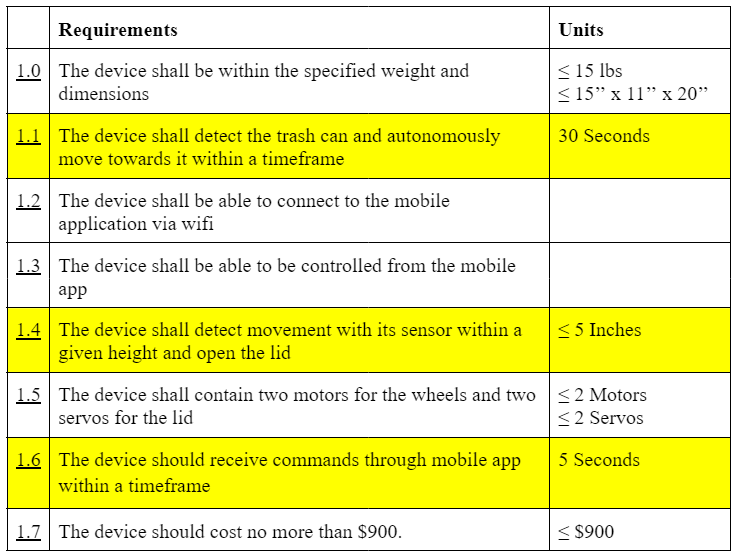 Requirements Units
1.0 The device shall be within the specified weight and ≤ 15 lbs
dimensions ≤ 15” x 11” x 20”
1.1 The device shall detect the trash can and autonomously 30 Seconds
move towards it within a timeframe
1.2 The device shall be able to connect to the mobile
application via wifi
1.3 The device shall be able to be controlled from the mobile
app
1.4 The device shall detect movement with its sensor within a ≤ 5 Inches
given height and open the lid
1.5 The device shall contain two motors for the wheels and two ≤ 2 Motors
servos for the lid ≤ 2 Servos
1.6 The device should receive commands through mobile app 5 Seconds
within a timeframe
1.7 The device should cost no more than $900. ≤ $900